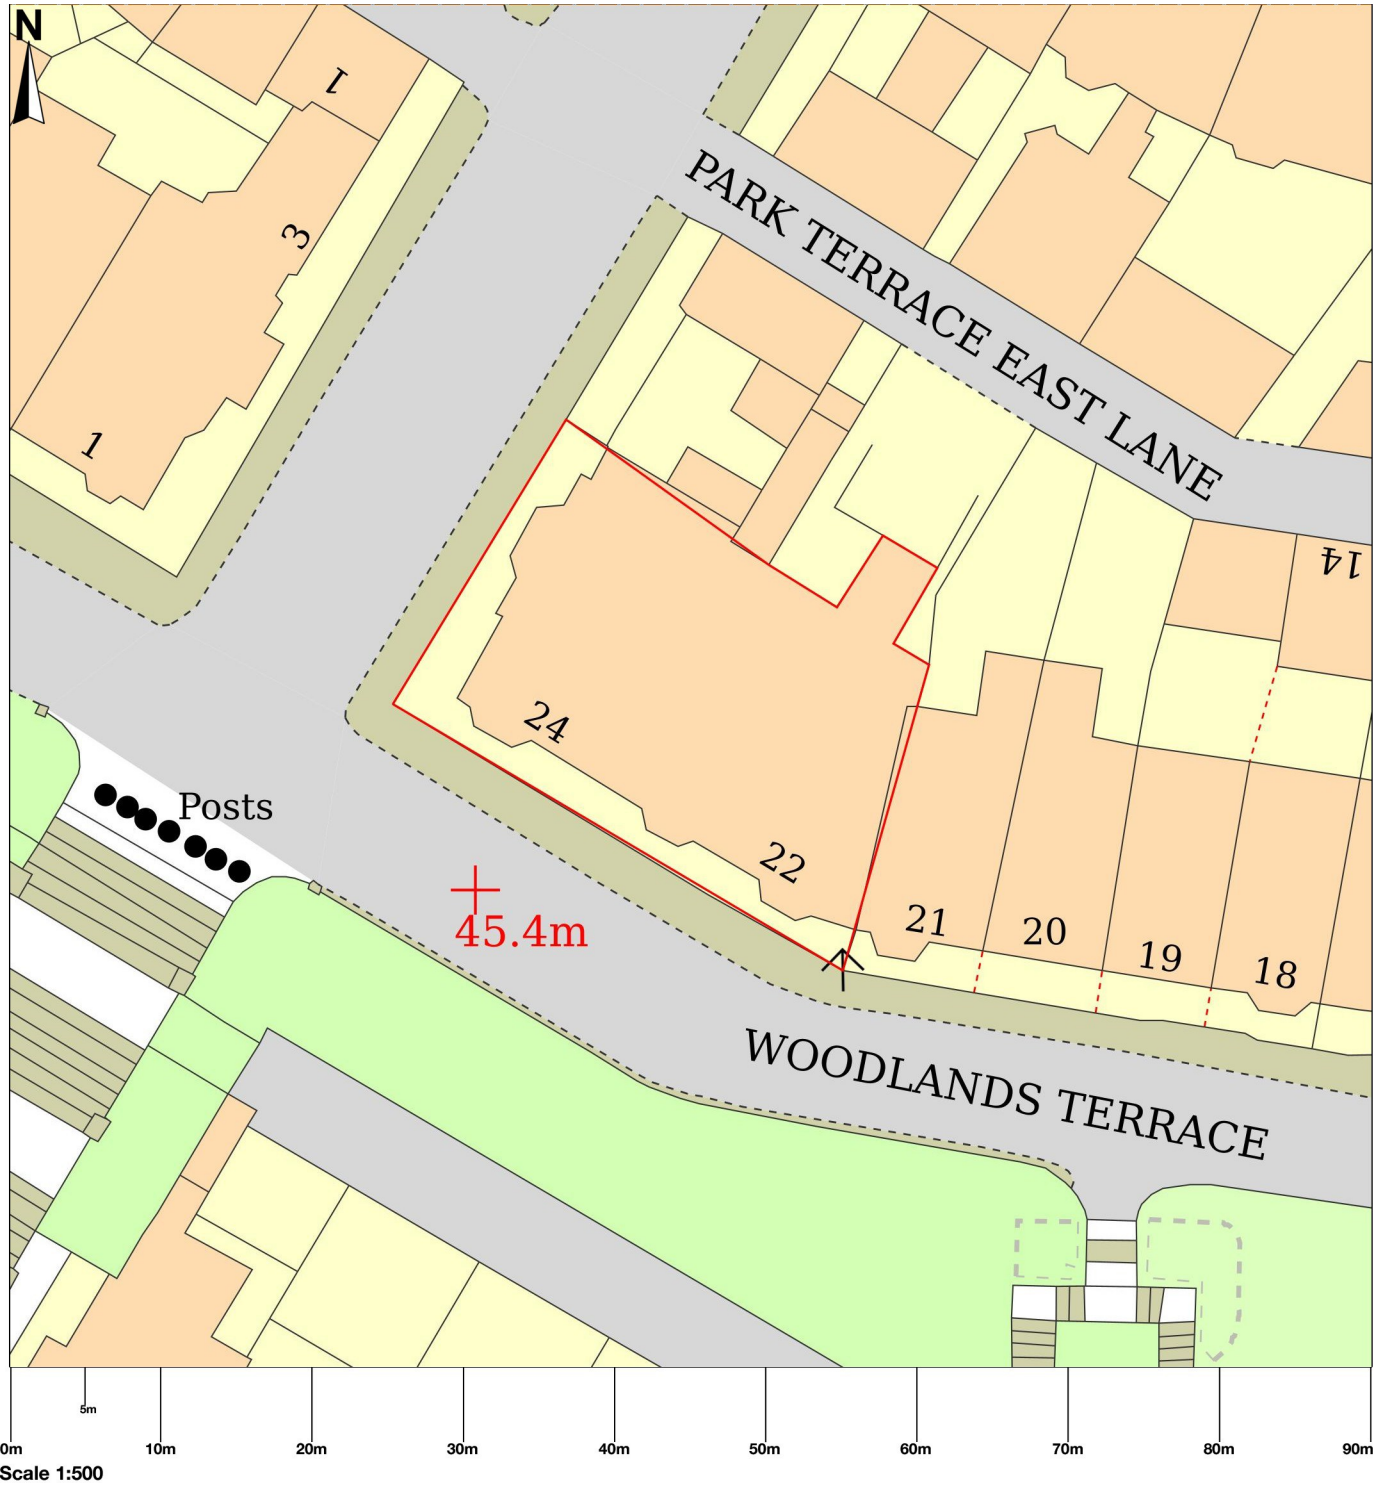 N
1
3
1
PARK TERRACE EAST LANE
14
24
22
Posts
45.4m
21
20
19
18
WOODLANDS TERRACE
5m
0m 10m 20m 30m 40m 50m 60m 70m 80m 90m
Scale 1:500